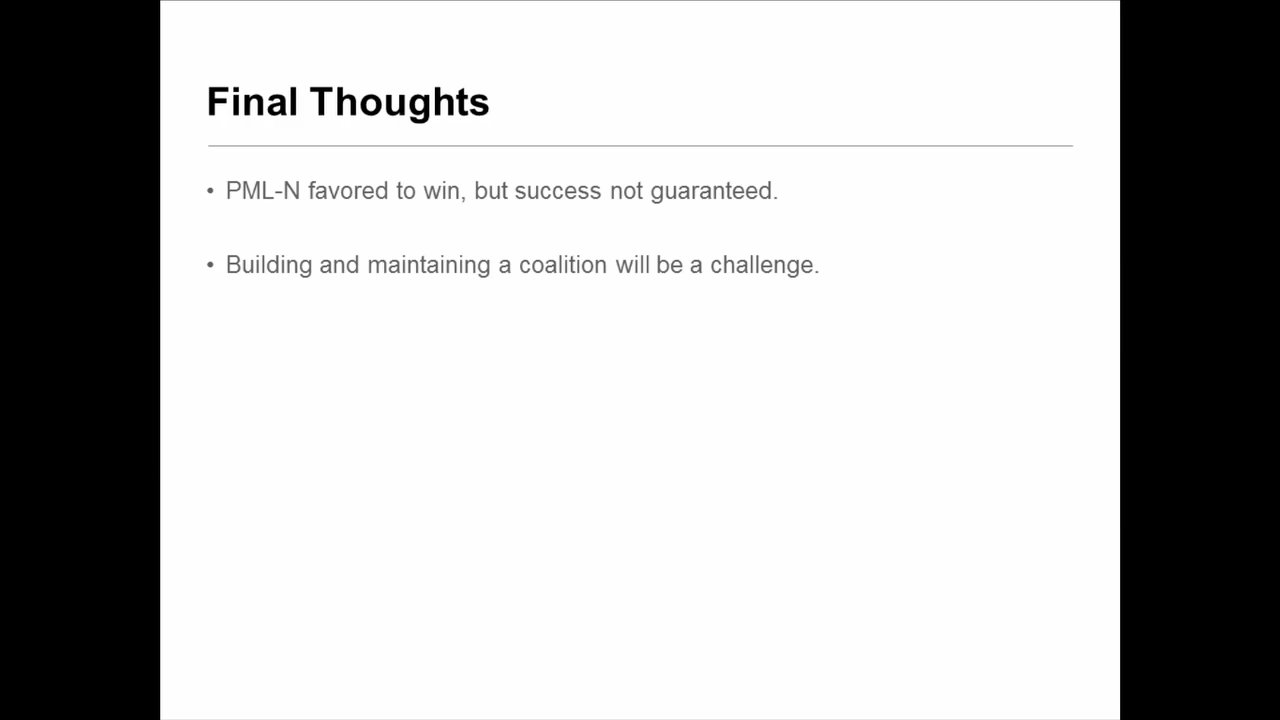 Final Thoughts
• PML-N favored to win, but success not guaranteed.
• Building and maintaining a coalition will be a challenge.